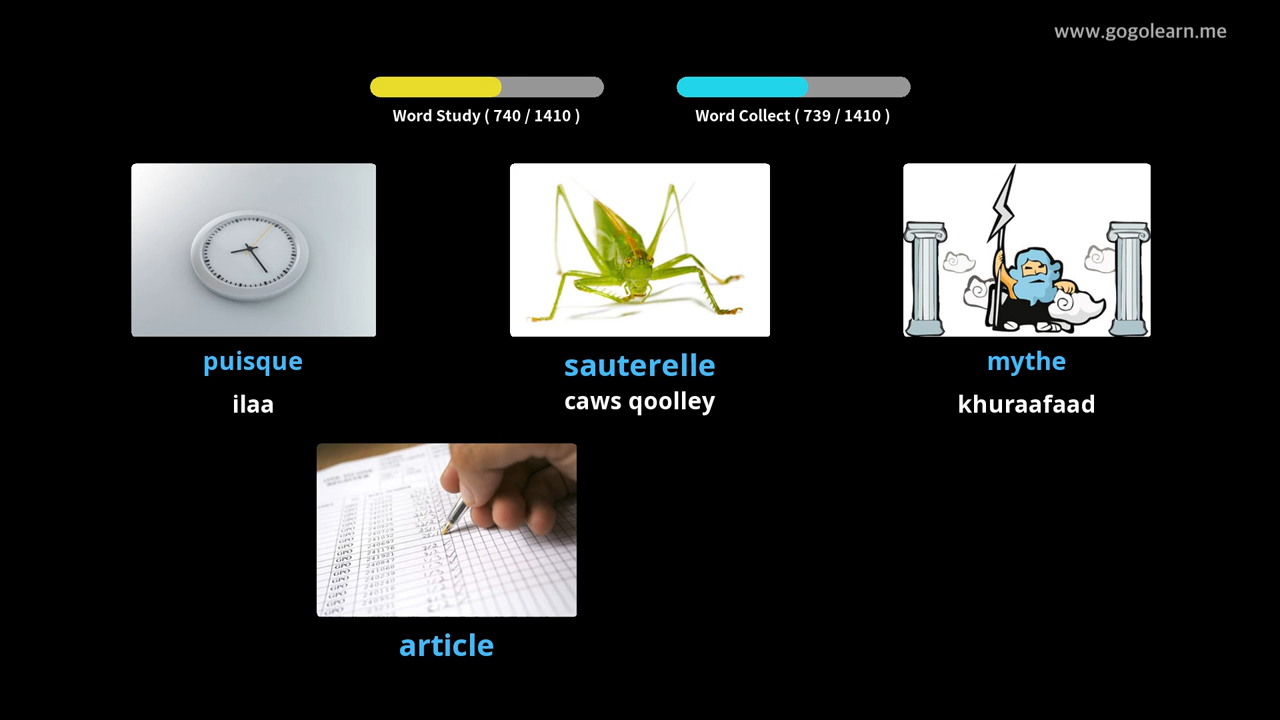 www.gogolearn.me
Word Study ( 740 / 1410 )
Word Collect ( 739 / 1410 )
puisque
ilaa
sauterelle
caws qoolley
mythe
khuraafaad
article